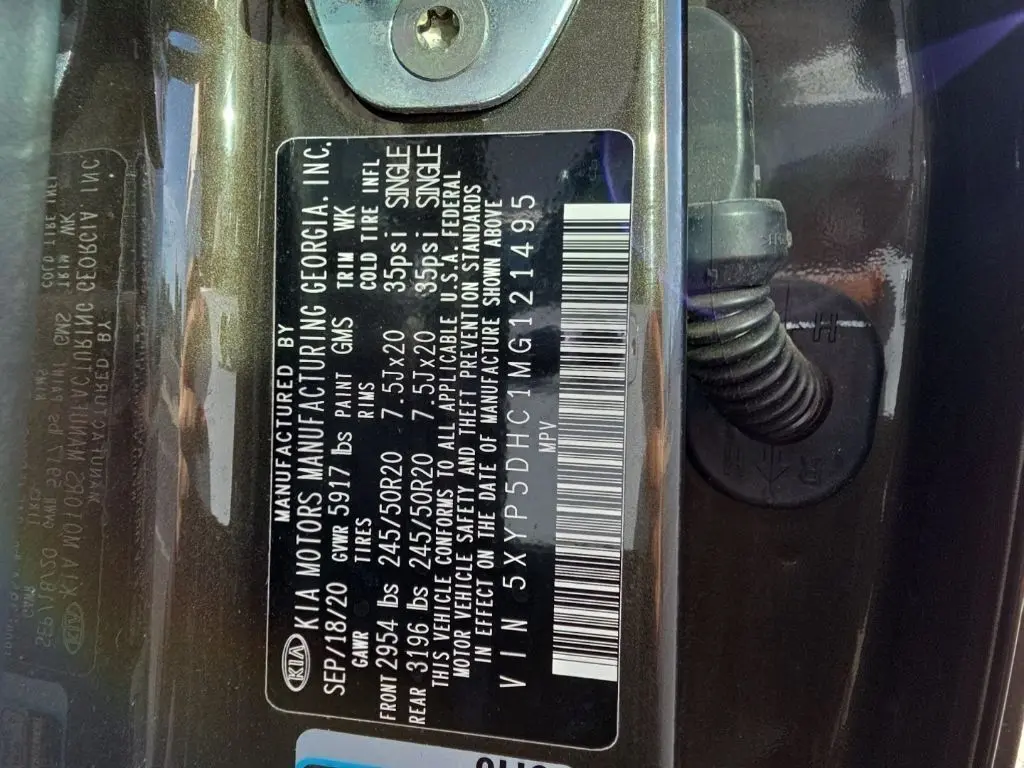 MANUFACTURED BY
KIA KIA MOTORS MANUFACTURING GEORGIA. INC.
SEP/18/20 GVWR 5917 lbs PAINT GMS TRIM WK
GAWR TIRES RIMS COLD TIRE INFL
FRONT 2954 lbs 245/50R20 7.5Jx20 35psi SINGLE
REAR 3196 lbs 245/50R20 7.5Jx20 35psi SINGLE
THIS VEHICLE CONFORMS TO ALL APPLICABLE U.S.A. FEDERAL
MOTOR VEHICLE SAFETY AND THEFT PREVENTION STANDARDS
IN EFFECT ON THE DATE OF MANUFACTURE SHOWN ABOVE
VIN 5XYP5DHC1MG121495
MPV